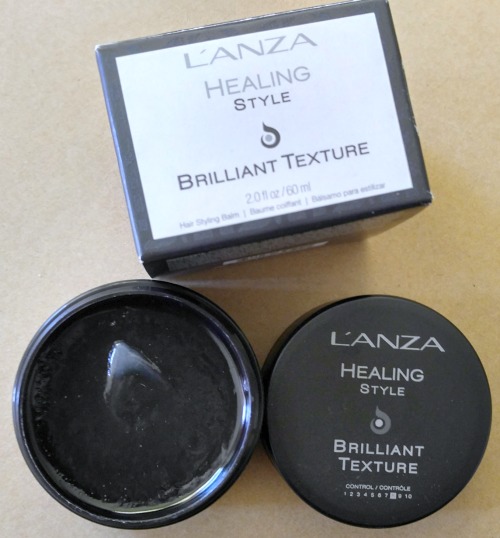 L'ANZA
HEALING
STYLE
BRILLIANT TEXTURE
2.0 fl oz/60 ml
Hair Styling Balm | Baume coiffant | Bálsamo para estilizar
L'ANZA
HEALING
STYLE
BRILLIANT
TEXTURE
CONTROL / CONTRÔLE
1 2 3 4 5 6 7 8 9 10